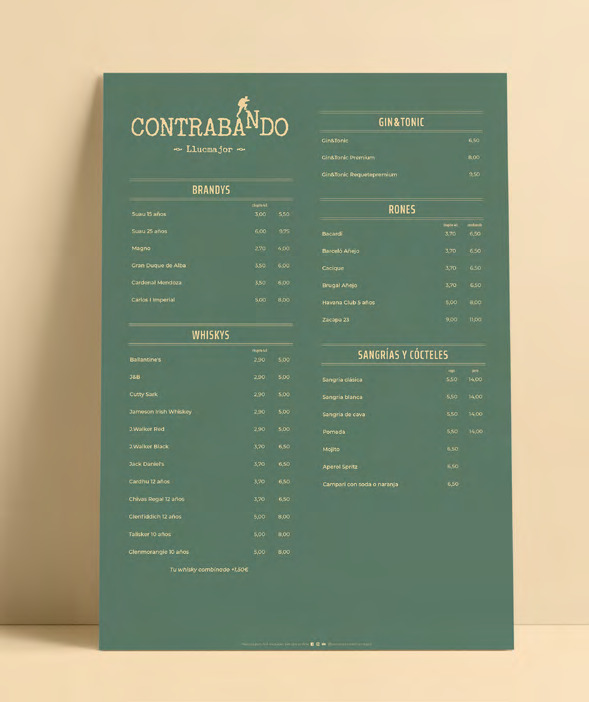 CONTRABANDO
Llucmajor
BRANDYS
Suau 15 años 3,00 5,50
Suau 25 años 6,00 9,75
Magno 2,70 4,00
Gran Duque de Alba 3,50 6,00
Cardenal Mendoza 3,50 6,00
Carlos I Imperial 5,00 8,00
WHISKYS
Ballantine's 2,90 5,00
J&B 2,90 5,00
Cutty Sark 2,90 5,00
Jameson Irish Whiskey 2,90 5,00
J.Walker Red 2,90 5,00
J.Walker Black 3,70 6,50
Jack Daniel's 3,70 6,50
Cardhu 12 años 3,70 6,50
Chivas Regal 12 años 3,70 6,50
Glenfiddich 12 años 5,00 8,00
Talisker 10 años 5,00 8,00
Glenmorangie 10 años 5,00 8,00
Tu whisky combinado +1,50€
GIN&TONIC
Gin&Tonic 6,50
Gin&Tonic Premium 8,00
Gin&Tonic Requetepremium 9,50
RONES
Bacardi 3,70 6,50
Barceló Añejo 3,70 6,50
Cacique 3,70 6,50
Brugal Añejo 3,70 6,50
Havana Club 5 años 5,00 8,00
Zacapa 23 9,00 11,00
SANGRÍAS Y CÓCTELES
Sangria clásica 5,50 14,00
Sangria blanca 6,50 14,00
Sangria de cava 6,50 14,00
Pomada 5,50 14,00
Mojito 6,50
Aperol Spritz 6,50
Campari con soda o naranja 6,50